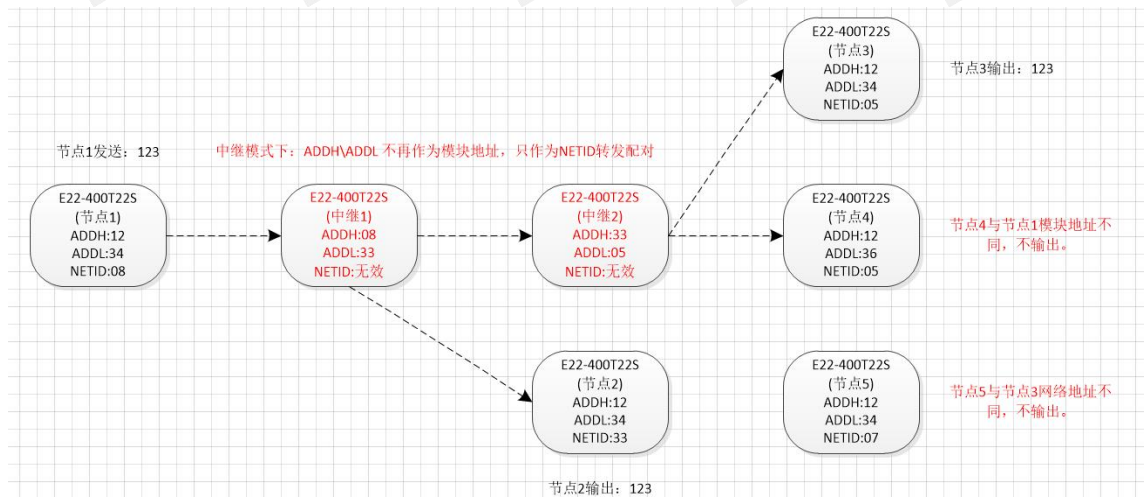 E22-400T22S
(节点3)
ADDH:12
ADDL:34
NETID:05
节点3输出：123
节点1发送：123
中继模式下：ADDH\ADDL 不再作为模块地址，只作为NETID转发配对
E22-400T22S
(节点1)
ADDH:12
ADDL:34
NETID:08
E22-400T22S
(中继1)
ADDH:08
ADDL:33
NETID:无效
E22-400T22S
(中继2)
ADDH:33
ADDL:05
NETID:无效
E22-400T22S
(节点4)
ADDH:12
ADDL:36
NETID:05
节点4与节点1模块地址不
同，不输出。
E22-400T22S
(节点2)
ADDH:12
ADDL:34
NETID:33
E22-400T22S
(节点5)
ADDH:12
ADDL:34
NETID:07
节点5与节点3网络地址不
同，不输出。
节点2输出：123